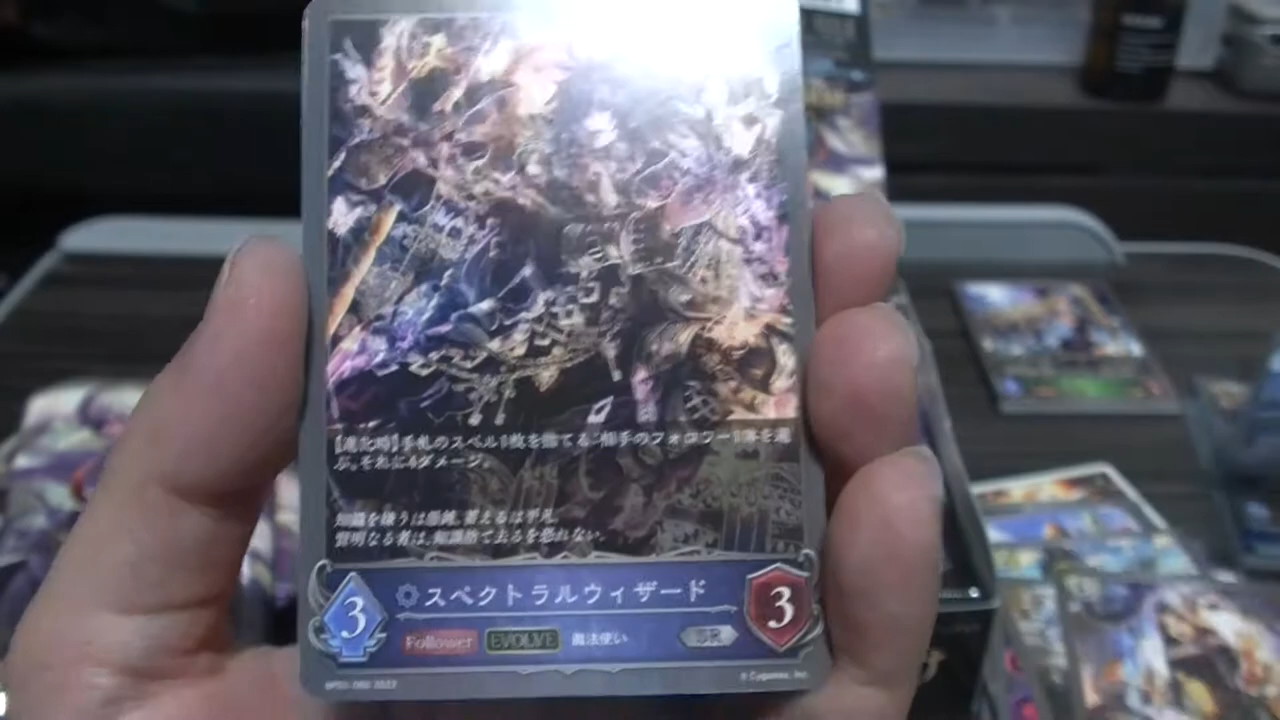 【進化時】手札のスペル1枚を捨てる:相手のフォロワー1体を選
ぶ。それに4ダメージ。
知識を嫌うは愚鈍、蓄えるは平凡。
賢明なる者は、知識捨て去るを恐れない。
3
スペクトラルウィザード
3
Follower
EVOLVE
魔法使い
SR
2022
© Cygames, Inc.